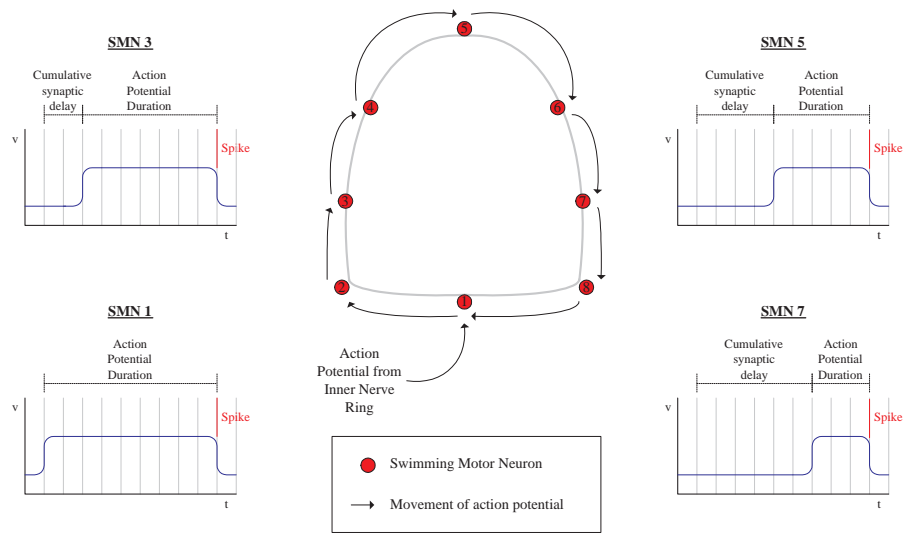 SMN 3
Cumulative
synaptic
delay
Action
Potential
Duration
v
Spike
t
SMN 1
Action
Potential
Duration
v
Spike
t
5
4
6
3
7
2
1
8
Action
Potential from
Inner Nerve
Ring
Swimming Motor Neuron
Movement of action potential
SMN 5
Cumulative
synaptic delay
Action
Potential
Duration
v
Spike
t
SMN 7
Cumulative
synaptic
delay
Action
Potential
Duration
v
Spike
t